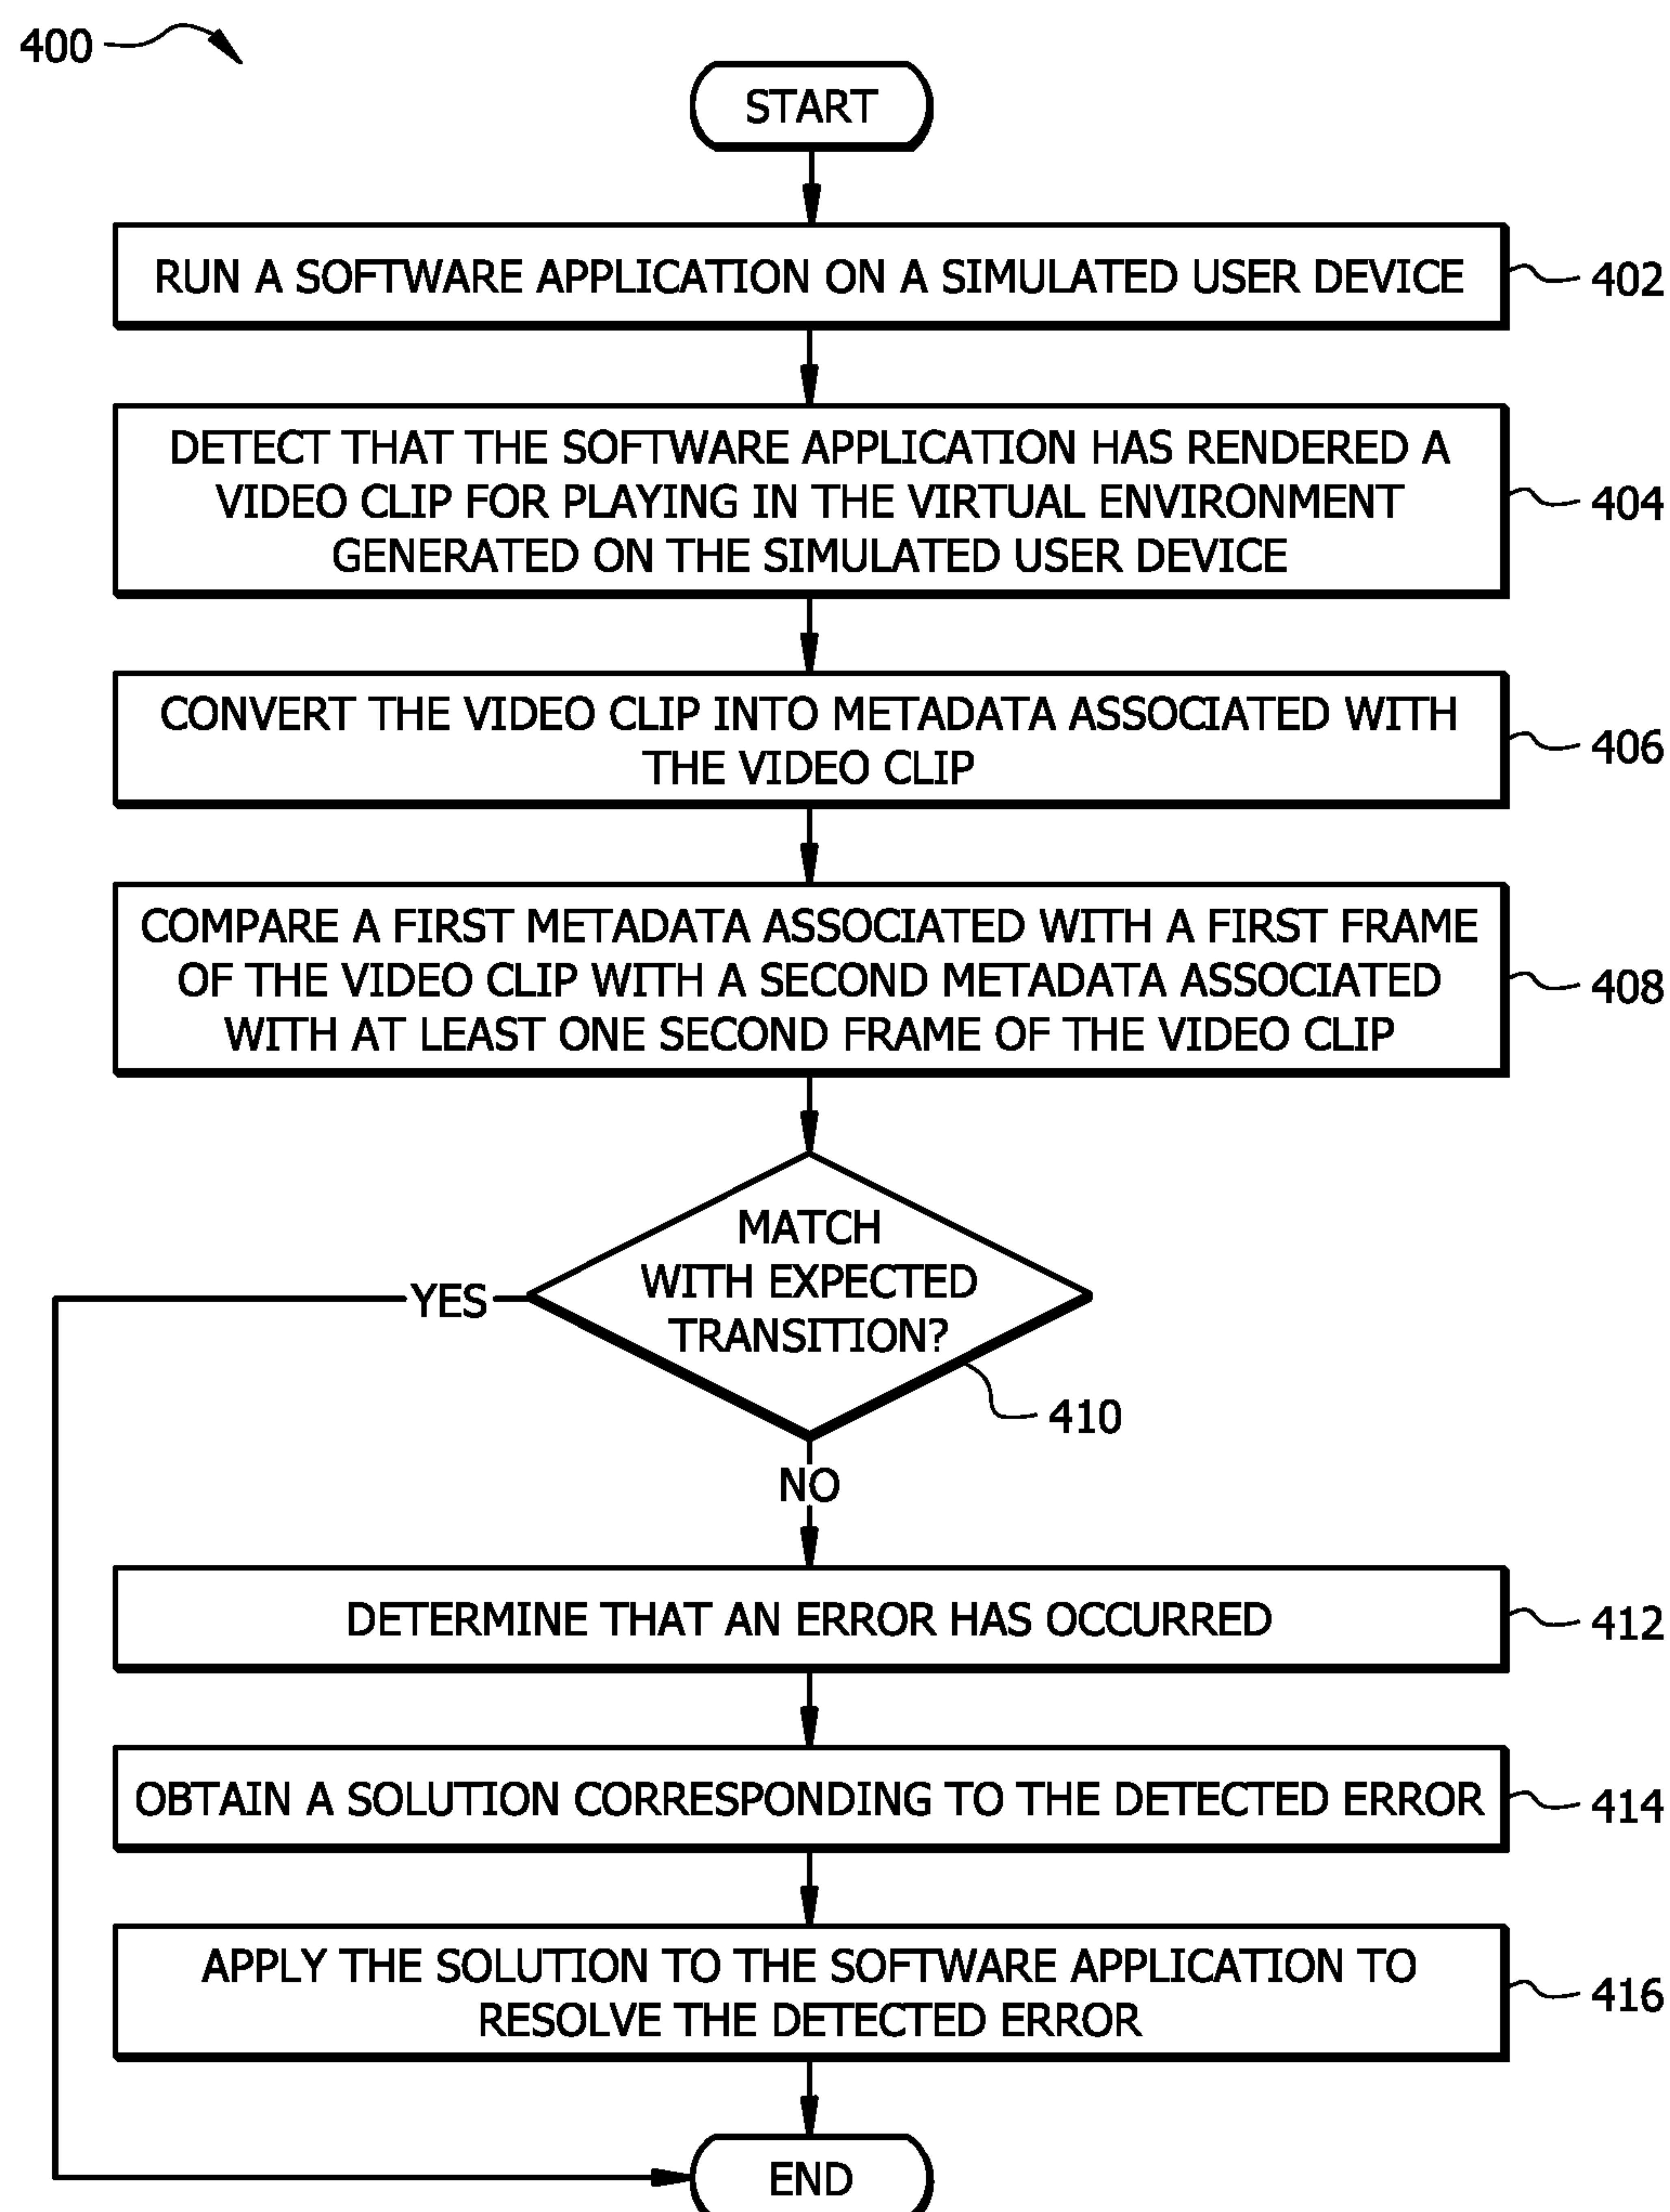 400
START
RUN A SOFTWARE APPLICATION ON A SIMULATED USER DEVICE
402
DETECT THAT THE SOFTWARE APPLICATION HAS RENDERED A
VIDEO CLIP FOR PLAYING IN THE VIRTUAL ENVIRONMENT
GENERATED ON THE SIMULATED USER DEVICE
404
CONVERT THE VIDEO CLIP INTO METADATA ASSOCIATED WITH
THE VIDEO CLIP
406
COMPARE A FIRST METADATA ASSOCIATED WITH A FIRST FRAME
OF THE VIDEO CLIP WITH A SECOND METADATA ASSOCIATED
WITH AT LEAST ONE SECOND FRAME OF THE VIDEO CLIP
408
MATCH
WITH EXPECTED
TRANSITION?
YES
410
NO
DETERMINE THAT AN ERROR HAS OCCURRED
412
OBTAIN A SOLUTION CORRESPONDING TO THE DETECTED ERROR
414
APPLY THE SOLUTION TO THE SOFTWARE APPLICATION TO
RESOLVE THE DETECTED ERROR
416
END